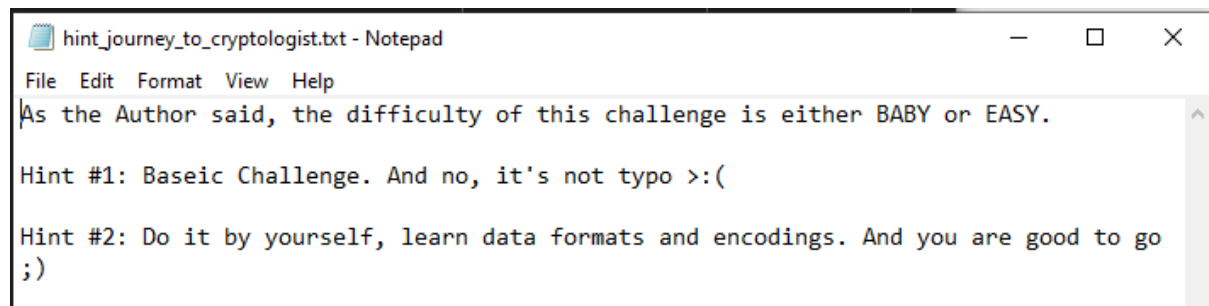 hint_journey_to_cryptologist.txt - Notepad
File Edit Format View Help
As the Author said, the difficulty of this challenge is either BABY or EASY.
Hint #1: Baseic Challenge. And no, it's not typo >:(
Hint #2: Do it by yourself, learn data formats and encodings. And you are good to go
;)